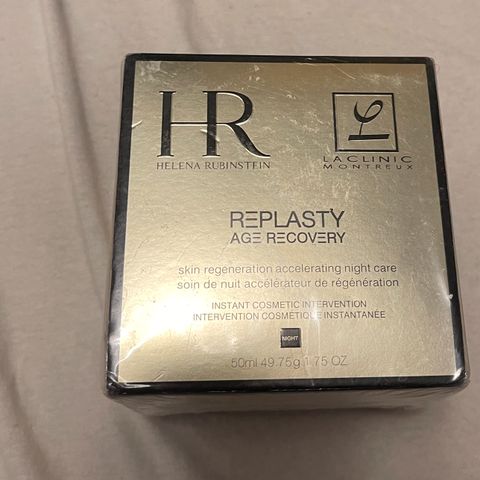 HR
HELENA RUBINSTEIN
LACLINIC
MONTREUX
REPLASTY
AGE RECOVERY
skin regeneration accelerating night care
soin de nuit accélérateur de régénération
INSTANT COSMETIC INTERVENTION
INTERVENTION COSMÉTIQUE INSTANTANÉE
NIGHT
50ml 49.75g 1.75 OZ